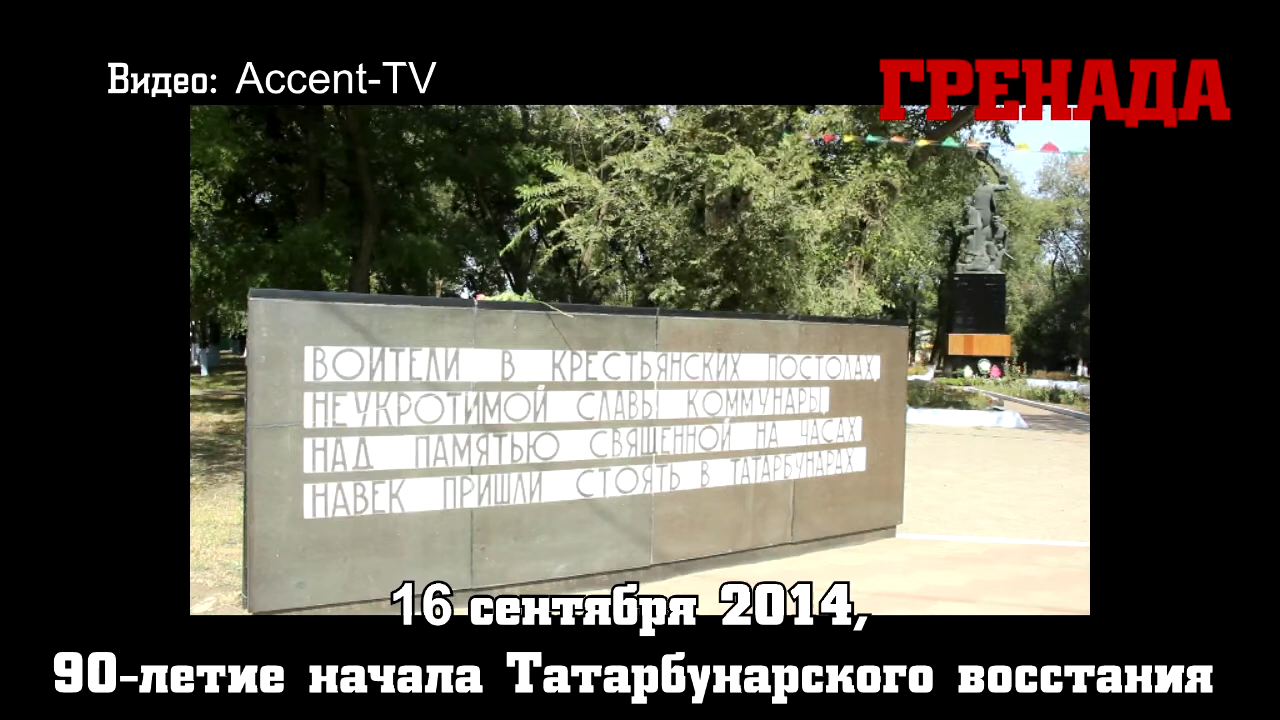 Видео: Accent-TV
ГРЕНАДА
ВОИТЕЛИ В КРЕСТЬЯНСКИХ ПОСТОЛАХ,
НЕУКРОТИМОЙ СЛАВЫ КОММУНАРЫ,
НАД ПАМЯТЬЮ СВЯЩЕННОЙ НА ЧАСАХ
НАВЕК ПРИШЛИ СТОЯТЬ В ТАТАРБУНАРАХ
16 сентября 2014,
90-летие начала Татарбунарского восстания